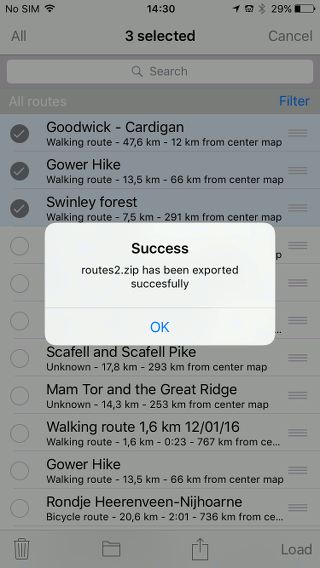 No SIM 14:30 29%
All 3 selected Cancel
Search
All routes Filter
Goodwick - Cardigan
Walking route - 47,6 km - 12 km from center map
Gower Hike
Walking route - 13,5 km - 66 km from center map
Swinley forest
Walking route - 7,5 km - 291 km from center map
Success
routes2.zip has been exported
succesfully
OK
Scafell and Scafell Pike
Unknown - 17,8 km - 293 km from center map
Mam Tor and the Great Ridge
Unknown - 14,3 km - 253 km from center map
Walking route 1,6 km 12/01/16
Walking route - 1,6 km - 0:23 - 767 km from ce...
Gower Hike
Walking route - 13,5 km - 66 km from center map
Rondje Heerenveen-Nijhoarne
Bicycle route - 20,6 km - 2:01 - 736 km from ce...
Load